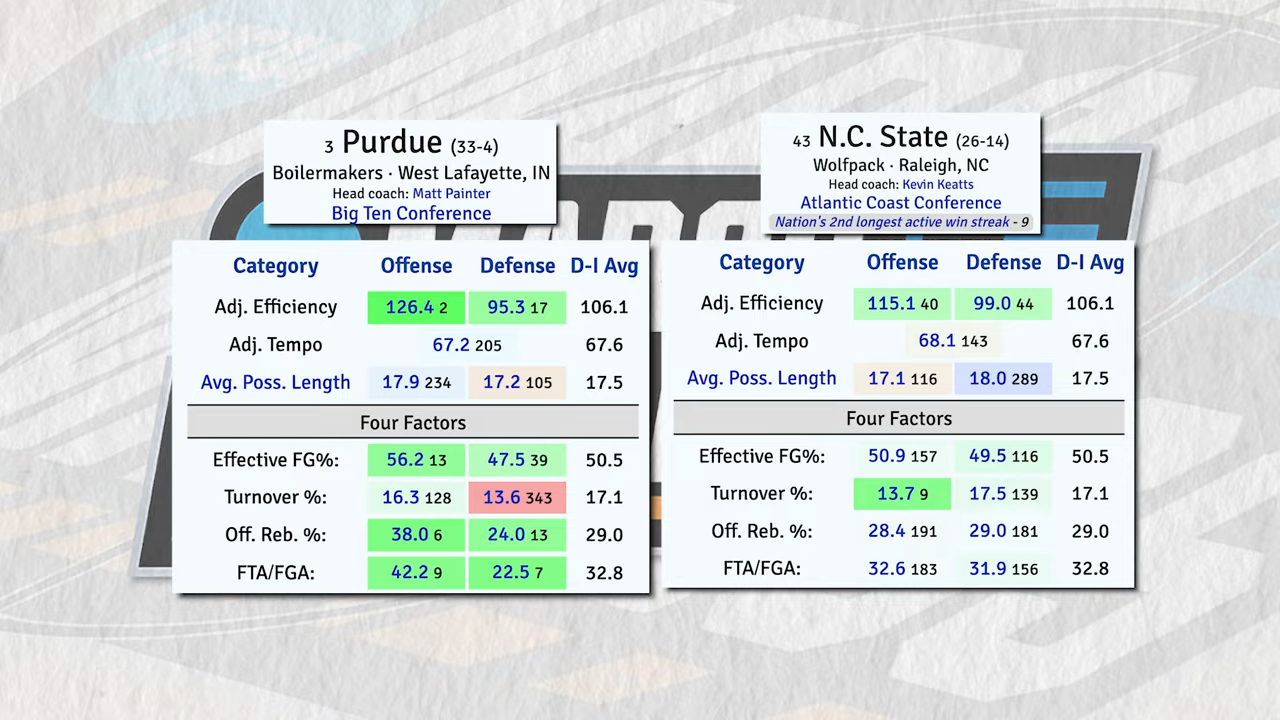 3 Purdue (33-4)
Boilermakers · West Lafayette, IN
Head coach: Matt Painter
Big Ten Conference
Category Offense Defense D-I Avg
Adj. Efficiency 126.4 2 95.3 17 106.1
Adj. Tempo 67.2 205 67.6
Avg. Poss. Length 17.9 234 17.2 105 17.5
Four Factors
Effective FG%: 56.2 13 47.5 39 50.5
Turnover %: 16.3 128 13.6 343 17.1
Off. Reb. %: 38.0 6 24.0 13 29.0
FTA/FGA: 42.2 9 22.5 7 32.8
43 N.C. State (26-14)
Wolfpack · Raleigh, NC
Head coach: Kevin Keatts
Atlantic Coast Conference
Nation's 2nd longest active win streak - 9
Category Offense Defense D-I Avg
Adj. Efficiency 115.1 40 99.0 44 106.1
Adj. Tempo 68.1 143 67.6
Avg. Poss. Length 17.1 116 18.0 289 17.5
Four Factors
Effective FG%: 50.9 157 49.5 116 50.5
Turnover %: 13.7 9 17.5 139 17.1
Off. Reb. %: 28.4 191 29.0 181 29.0
FTA/FGA: 32.6 183 31.9 156 32.8